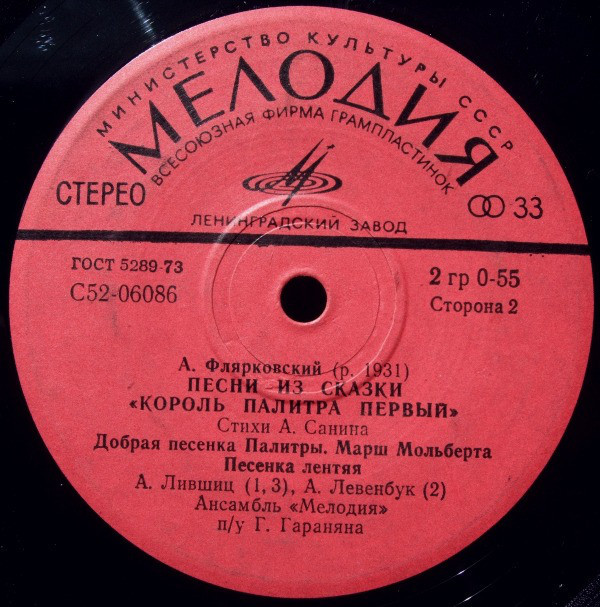 МИНИСТЕРСТВО КУЛЬТУРЫ СССР
МЕЛОДИЯ
ВСЕСОЮЗНАЯ ФИРМА ГРАМПЛАСТИНОК
СТЕРЕО
33
ЛЕНИНГРАДСКИЙ ЗАВОД
ГОСТ 5289-73
2 гр 0-55
С52-06086
Сторона 2
А. Флярковский (р. 1931)
ПЕСНИ ИЗ СКАЗКИ
«КОРОЛЬ ПАЛИТРА ПЕРВЫЙ»
Стихи А. Санина
Добрая песенка Палитры. Марш Мольберта
Песенка лентяя
А. Лившиц (1,3), А. Левенбук (2)
Ансамбль «Мелодия»
п/у Г. Гараняна